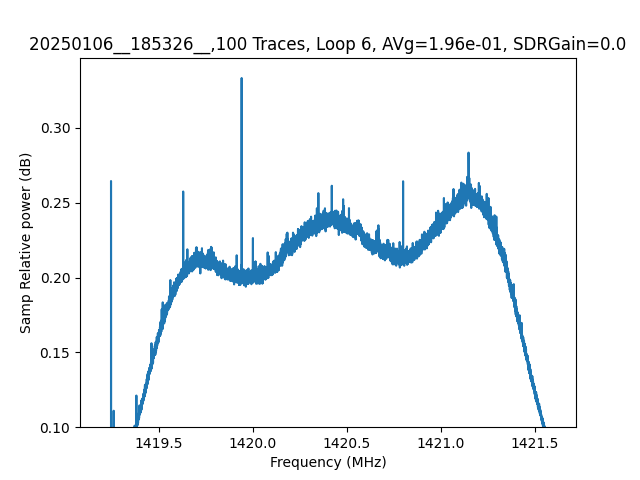 20250106__185326__,100 Traces, Loop 6, AVg=1.96e-01, SDRGain=0.0
Samp Relative power (dB)
0.30
0.25
0.20
0.15
0.10
1419.5 1420.0 1420.5 1421.0 1421.5
Frequency (MHz)